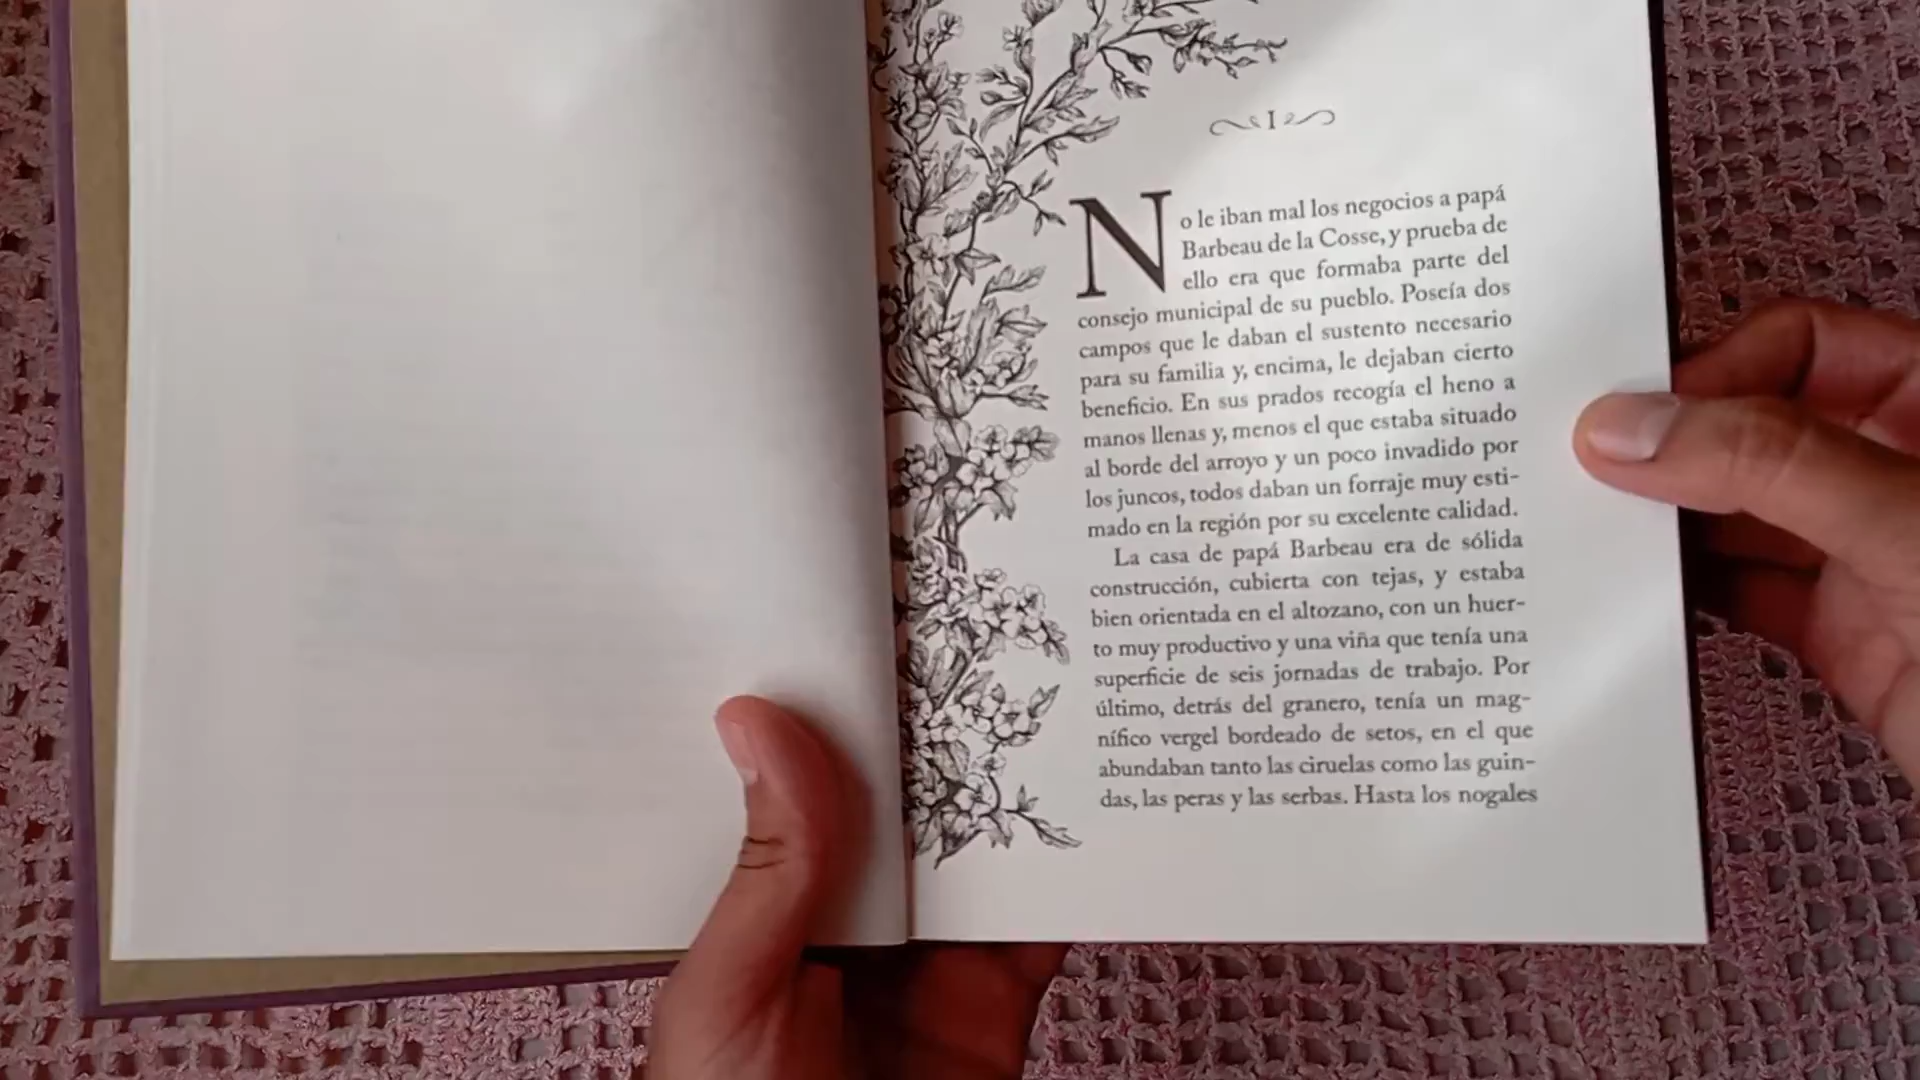 I
No le iban mal los negocios a papá
Barbeau de la Cosse, y prueba de
ello era que formaba parte del
consejo municipal de su pueblo. Poseía dos
campos que le daban el sustento necesario
para su familia y, encima, le dejaban cierto
beneficio. En sus prados recogía el heno a
manos llenas y, menos el que estaba situado
al borde del arroyo y un poco invadido por
los juncos, todos daban un forraje muy esti-
mado en la región por su excelente calidad.
La casa de papá Barbeau era de sólida
construcción, cubierta con tejas, y estaba
bien orientada en el altozano, con un huer-
to muy productivo y una viña que tenía una
superficie de seis jornadas de trabajo. Por
último, detrás del granero, tenía un mag-
nífico vergel bordeado de setos, en el que
abundaban tanto las ciruelas como las guin-
das, las peras y las serbas. Hasta los nogales